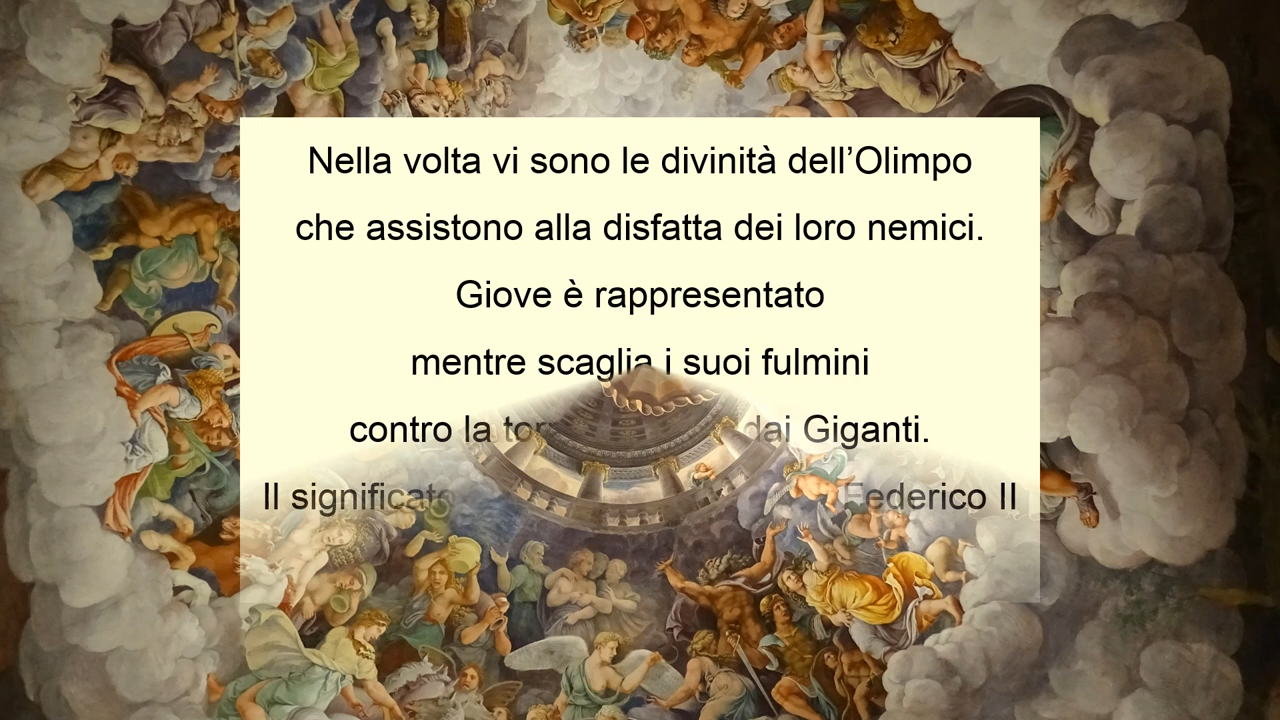 Nella volta vi sono le divinità dell’Olimpo
che assistono alla disfatta dei loro nemici.
Giove è rappresentato
mentre scaglia i suoi fulmini
contro la dai Giganti.
Il significato Federico II